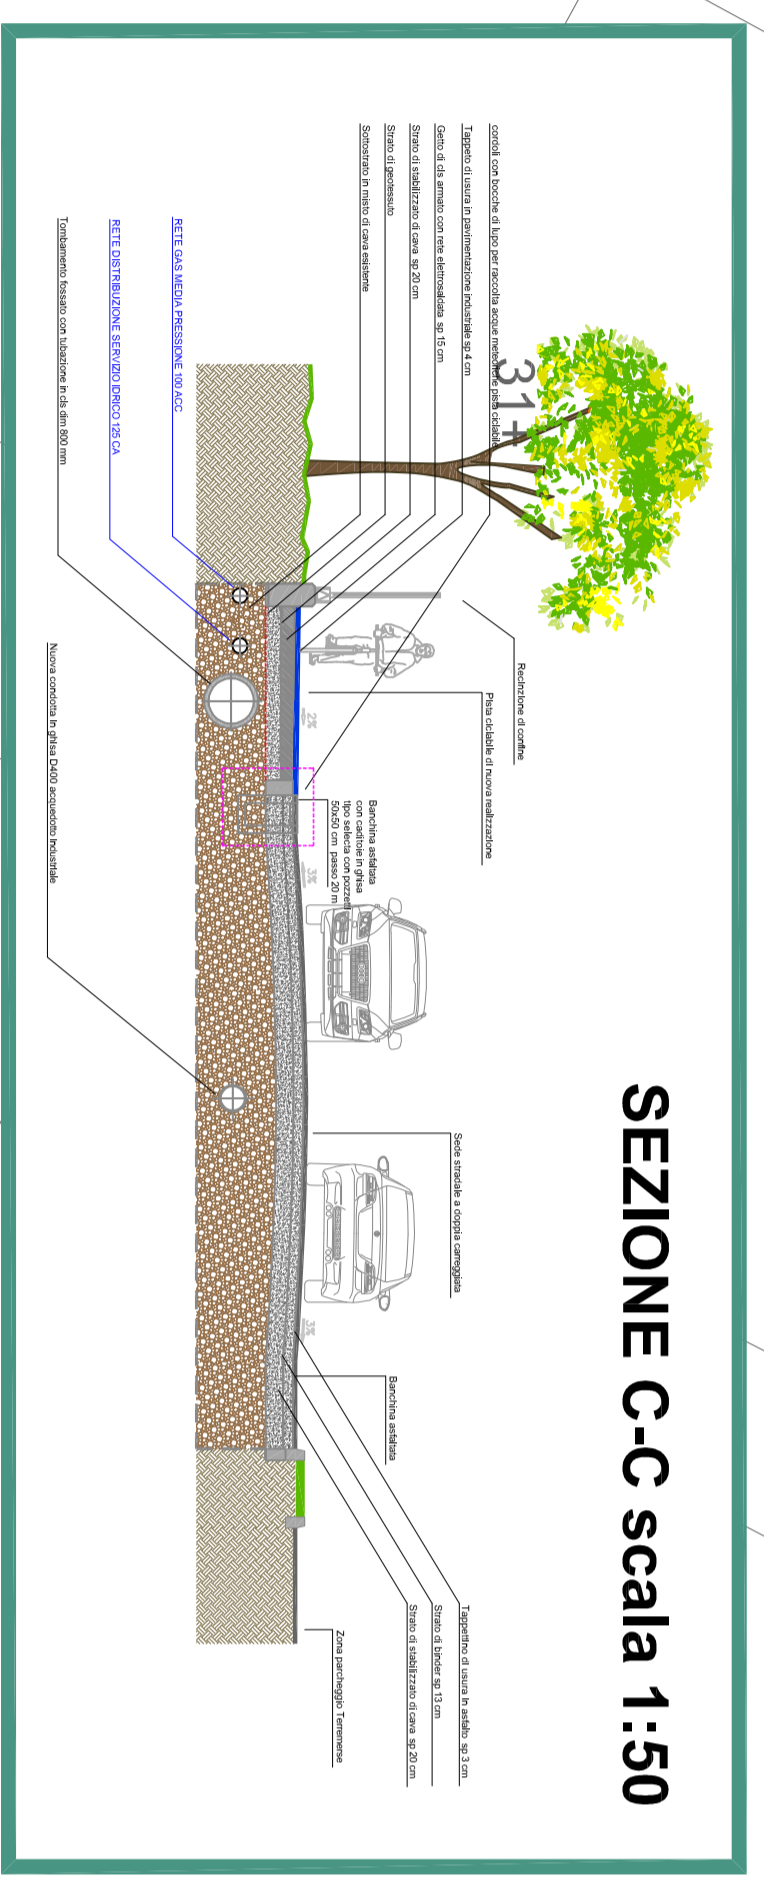 SEZIONE C-C scala 1:50
31+
cordoli con bocche di lupo per raccolta acque meteoriche pista ciclabile
Tappeto di usura in pavimentazione industriale sp 4 cm
Getto di cls armato con rete elettrosaldata sp 15 cm
Strato di stabilizzato di cava sp 20 cm
Strato di geotessuto
Sottostrato in misto di cava esistente
RETE GAS MEDIA PRESSIONE 100 ACC
RETE DISTRIBUZIONE SERVIZIO IDRICO 125 CA
Tombamento fossato con tubazione in cls dim 800 mm
Recinzione di confine
Pista ciclabile di nuova realizzazione
2%
Banchina asfaltata
con caditoie in ghisa
tipo selecta con pozzetti
50x50 cm passo 20 m
3%
Nuova condotta in ghisa D400 acquedotto industriale
Sede stradale a doppia carreggiata
3%
Banchina asfaltata
Tappetino di usura in asfalto sp 3 cm
Strato di binder sp 13 cm
Strato di stabilizzato di cava sp 20 cm
Zona parcheggio Terremerse